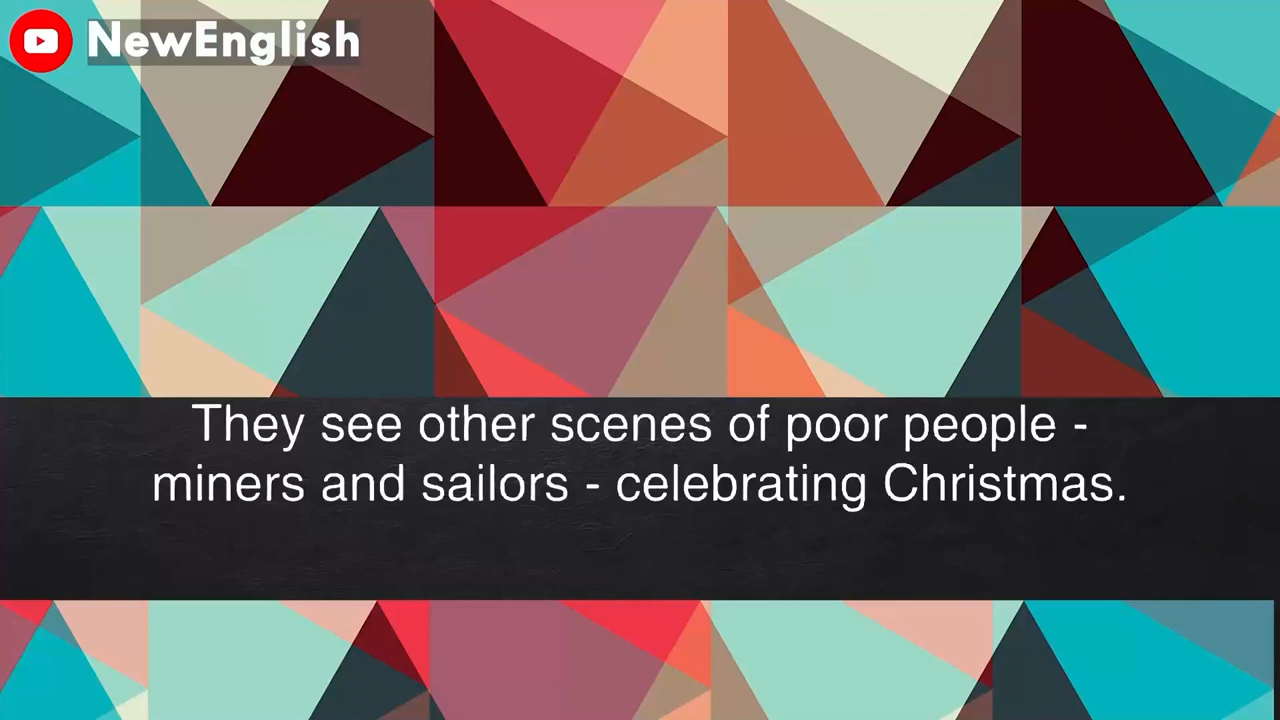 NewEnglish
They see other scenes of poor people -
miners and sailors - celebrating Christmas.